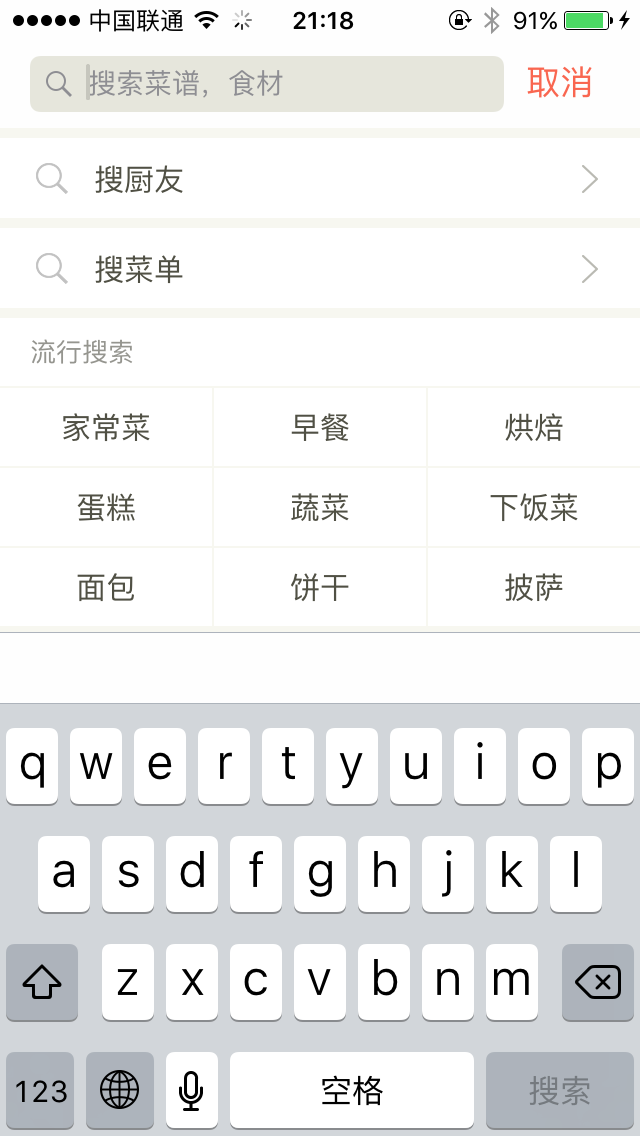 中国联通 21:18 91%
搜索菜谱，食材 取消
搜厨友
搜菜单
流行搜索
家常菜 早餐 烘焙
蛋糕 蔬菜 下饭菜
面包 饼干 披萨
q w e r t y u i o p
a s d f g h j k l
z x c v b n m
123 空格 搜索